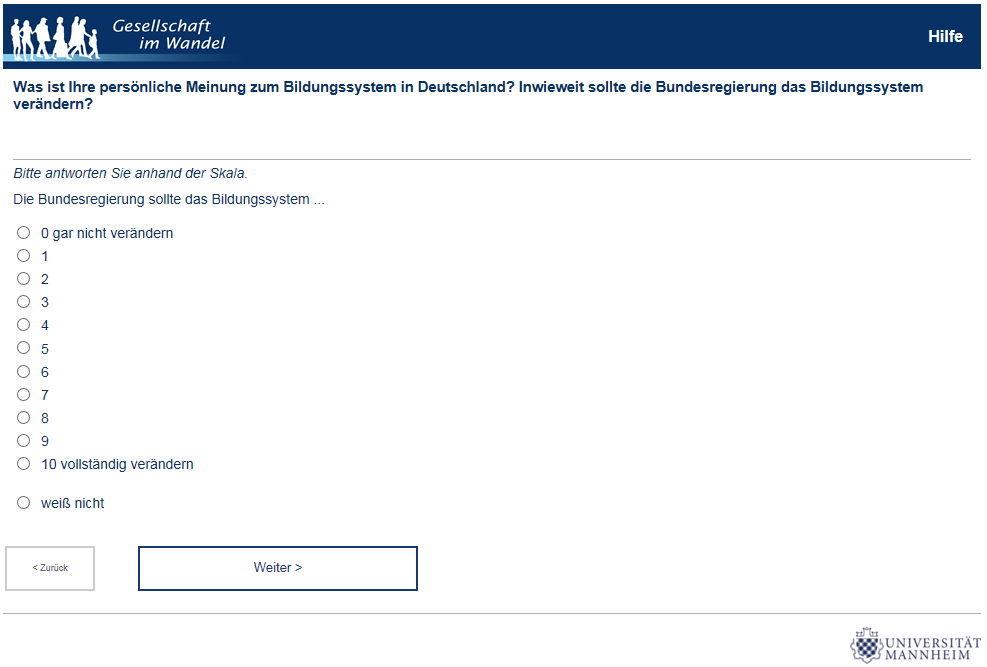 Gesellschaft
im Wandel
Hilfe
Was ist Ihre persönliche Meinung zum Bildungssystem in Deutschland? Inwieweit sollte die Bundesregierung das Bildungssystem
verändern?
Bitte antworten Sie anhand der Skala.
Die Bundesregierung sollte das Bildungssystem ...
0 gar nicht verändern
1
2
3
4
5
6
7
8
9
10 vollständig verändern
weiß nicht
< Zurück
Weiter >
UNIVERSITÄT
MANNHEIM